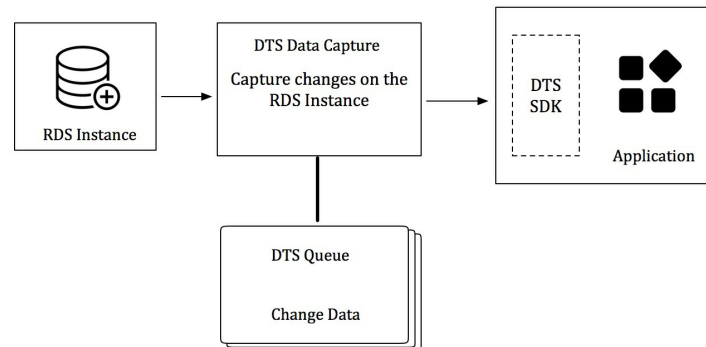 RDS Instance
DTS Data Capture
Capture changes on the
RDS Instance
DTS
SDK
Application
DTS Queue
Change Data